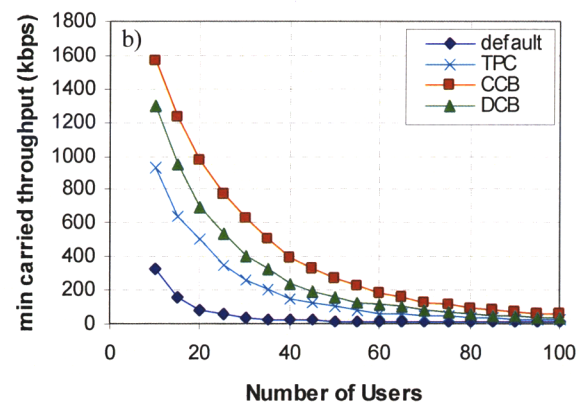 b)
default
TPC
CCB
DCB
min carried throughput (kbps)
1800
1600
1400
1200
1000
800
600
400
200
0
0 20 40 60 80 100
Number of Users